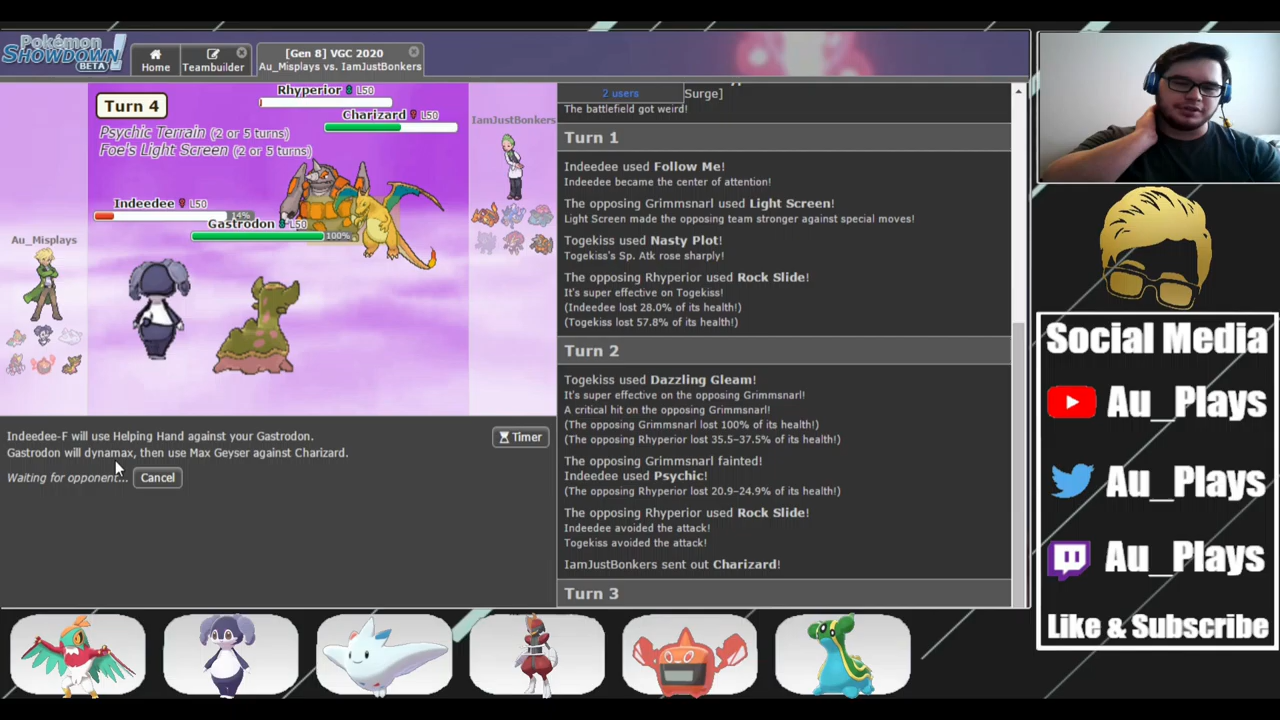 Pokémon
SHOWDOWN!
BETA
Home
Teambuilder
[Gen 8] VGC 2020
Au_Misplays vs. IamJustBonkers
Turn 4
Psychic Terrain (2 or 5 turns)
Foe's Light Screen (2 or 5 turns)
Rhyperior L50
Charizard L50
Indeedee L50
14%
Gastrodon L50
100%
Au_Misplays
IamJustBonkers
Indeedee-F will use Helping Hand against your Gastrodon.
Gastrodon will dynamax, then use Max Geyser against Charizard.
Waiting for opponent...
Cancel
Timer
2 users
Surge]
The battlefield got weird!
Turn 1
Indeedee used Follow Me!
Indeedee became the center of attention!
The opposing Grimmsnarl used Light Screen!
Light Screen made the opposing team stronger against special moves!
Togekiss used Nasty Plot!
Togekiss's Sp. Atk rose sharply!
The opposing Rhyperior used Rock Slide!
It's super effective on Togekiss!
(Indeedee lost 28.0% of its health!)
(Togekiss lost 57.8% of its health!)
Turn 2
Togekiss used Dazzling Gleam!
It's super effective on the opposing Grimmsnarl!
A critical hit on the opposing Grimmsnarl!
(The opposing Grimmsnarl lost 100% of its health!)
(The opposing Rhyperior lost 35.5–37.5% of its health!)
The opposing Grimmsnarl fainted!
Indeedee used Psychic!
(The opposing Rhyperior lost 20.9–24.9% of its health!)
The opposing Rhyperior used Rock Slide!
Indeedee avoided the attack!
Togekiss avoided the attack!
IamJustBonkers sent out Charizard!
Turn 3
Social Media
Au_Plays
Au_Plays
Au_Plays
Like & Subscribe